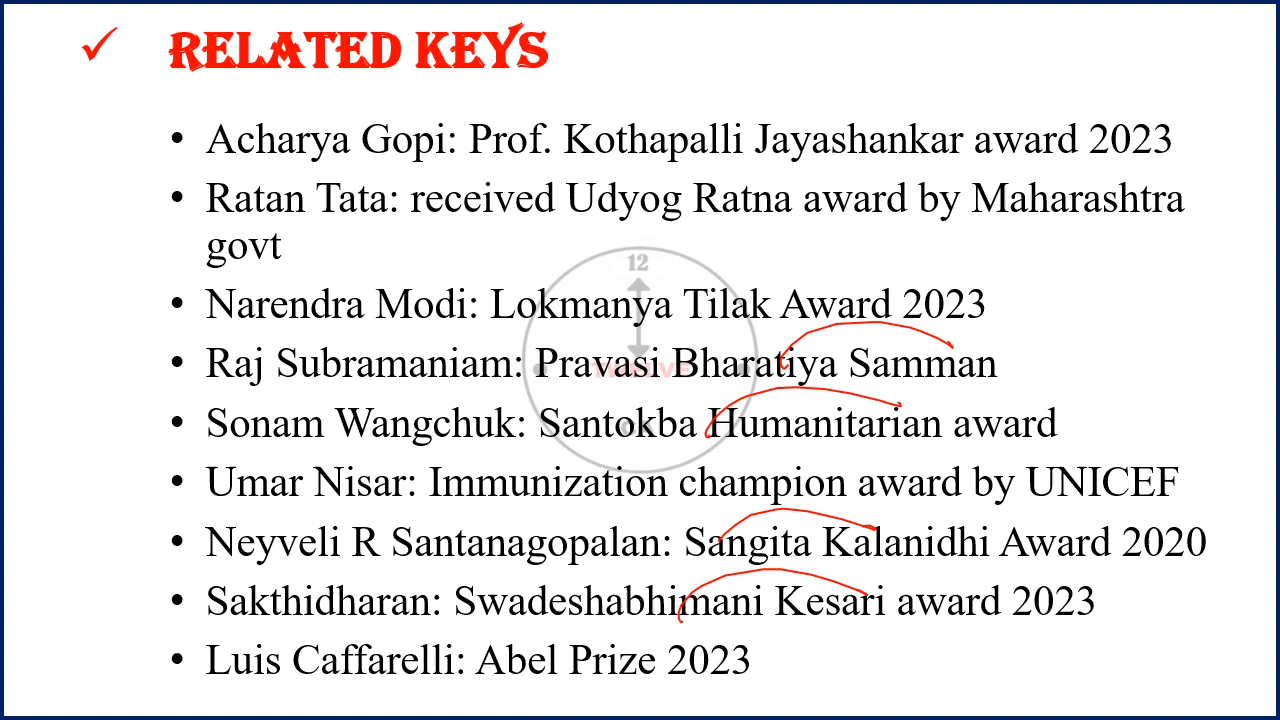 ✓ RELATED KEYS
• Acharya Gopi: Prof. Kothapalli Jayashankar award 2023
• Ratan Tata: received Udyog Ratna award by Maharashtra
govt
12
• Narendra Modi: Lokmanya Tilak Award 2023
• Raj Subramaniam: Pravasi Bharatiya Samman
• Sonam Wangchuk: Santokba Humanitarian award
• Umar Nisar: Immunization champion award by UNICEF
• Neyveli R Santanagopalan: Sangita Kalanidhi Award 2020
• Sakthidharan: Swadeshabhimani Kesari award 2023
• Luis Caffarelli: Abel Prize 2023